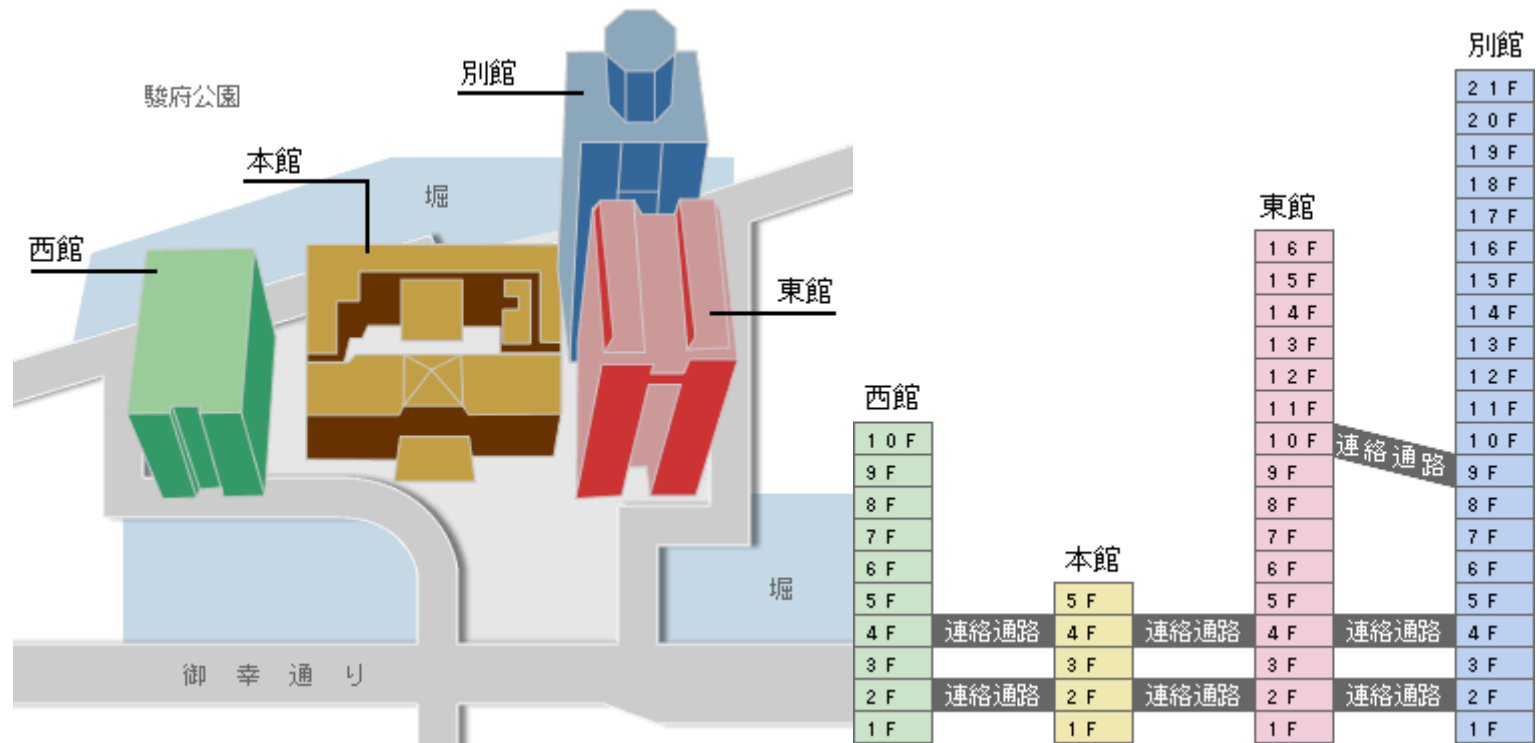 駿府公園
別館
本館
堀
西館
東館
堀
御幸通り
別館
21F
20F
19F
18F
17F
東館
16F
16F
15F
15F
14F
14F
13F
13F
12F
12F
西館
11F
11F
10F
10F
連絡通路
10F
9F
9F
9F
8F
8F
8F
7F
7F
7F
本館
6F
6F
6F
5F
5F
5F
5F
4F
連絡通路
4F
連絡通路
4F
連絡通路
4F
3F
3F
3F
3F
2F
連絡通路
2F
連絡通路
2F
連絡通路
2F
1F
1F
1F
1F